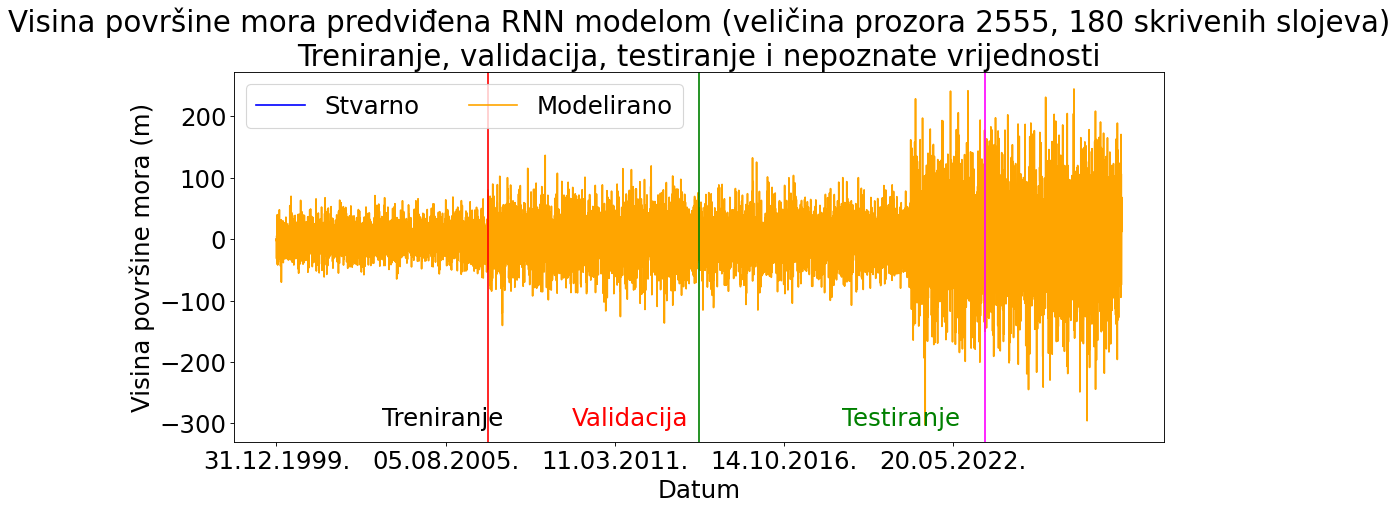 Visina površine mora predviđena RNN modelom (veličina prozora 2555, 180 skrivenih slojeva)
Treniranje, validacija, testiranje i nepoznate vrijednosti
Stvarno Modelirano
Visina površine mora (m)
200
100
0
−100
−200
−300
Treniranje Validacija Testiranje
31.12.1999. 05.08.2005. 11.03.2011. 14.10.2016. 20.05.2022.
Datum